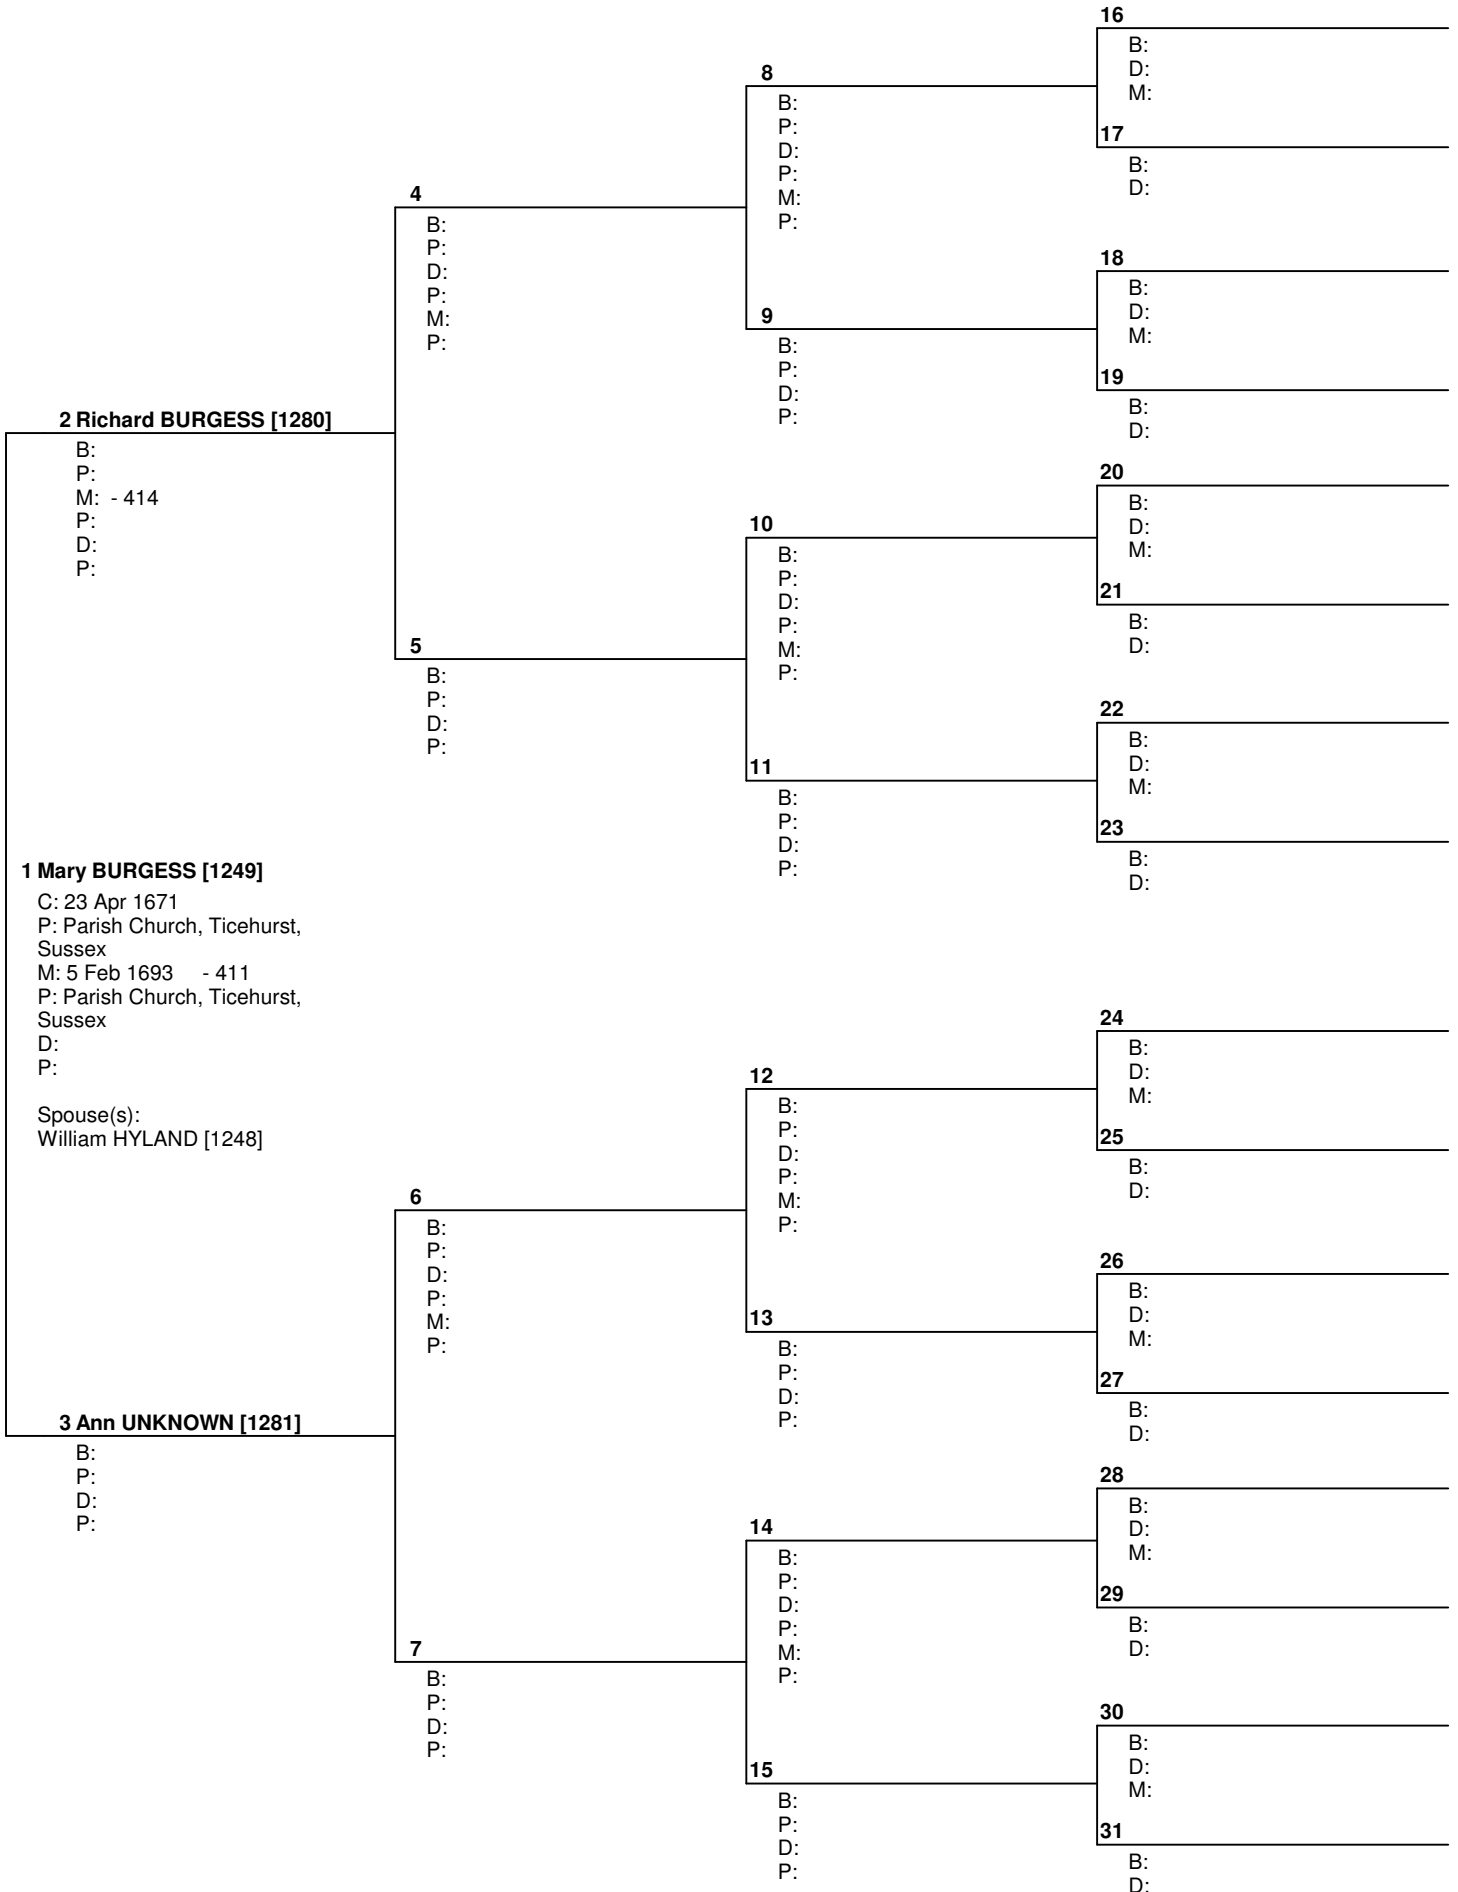 16
B:
D:
M:
8
B:
P:
D:
P:
M:
P:
17
B:
D:
4
B:
P:
D:
P:
M:
P:
18
B:
D:
M:
9
B:
P:
D:
P:
19
B:
D:
2 Richard BURGESS [1280]
B:
P:
M: - 414
P:
D:
P:
20
B:
D:
M:
10
B:
P:
D:
P:
M:
P:
21
B:
D:
5
B:
P:
D:
P:
22
B:
D:
M:
11
B:
P:
D:
P:
23
B:
D:
1 Mary BURGESS [1249]
C: 23 Apr 1671
P: Parish Church, Ticehurst,
Sussex
M: 5 Feb 1693 - 411
P: Parish Church, Ticehurst,
Sussex
D:
P:
Spouse(s):
William HYLAND [1248]
24
B:
D:
M:
12
B:
P:
D:
P:
M:
P:
25
B:
D:
6
B:
P:
D:
P:
M:
P:
26
B:
D:
M:
13
B:
P:
D:
P:
27
B:
D:
3 Ann UNKNOWN [1281]
B:
P:
D:
P:
28
B:
D:
M:
14
B:
P:
D:
P:
M:
P:
29
B:
D:
7
B:
P:
D:
P:
30
B:
D:
M:
15
B:
P:
D:
P:
31
B:
D: